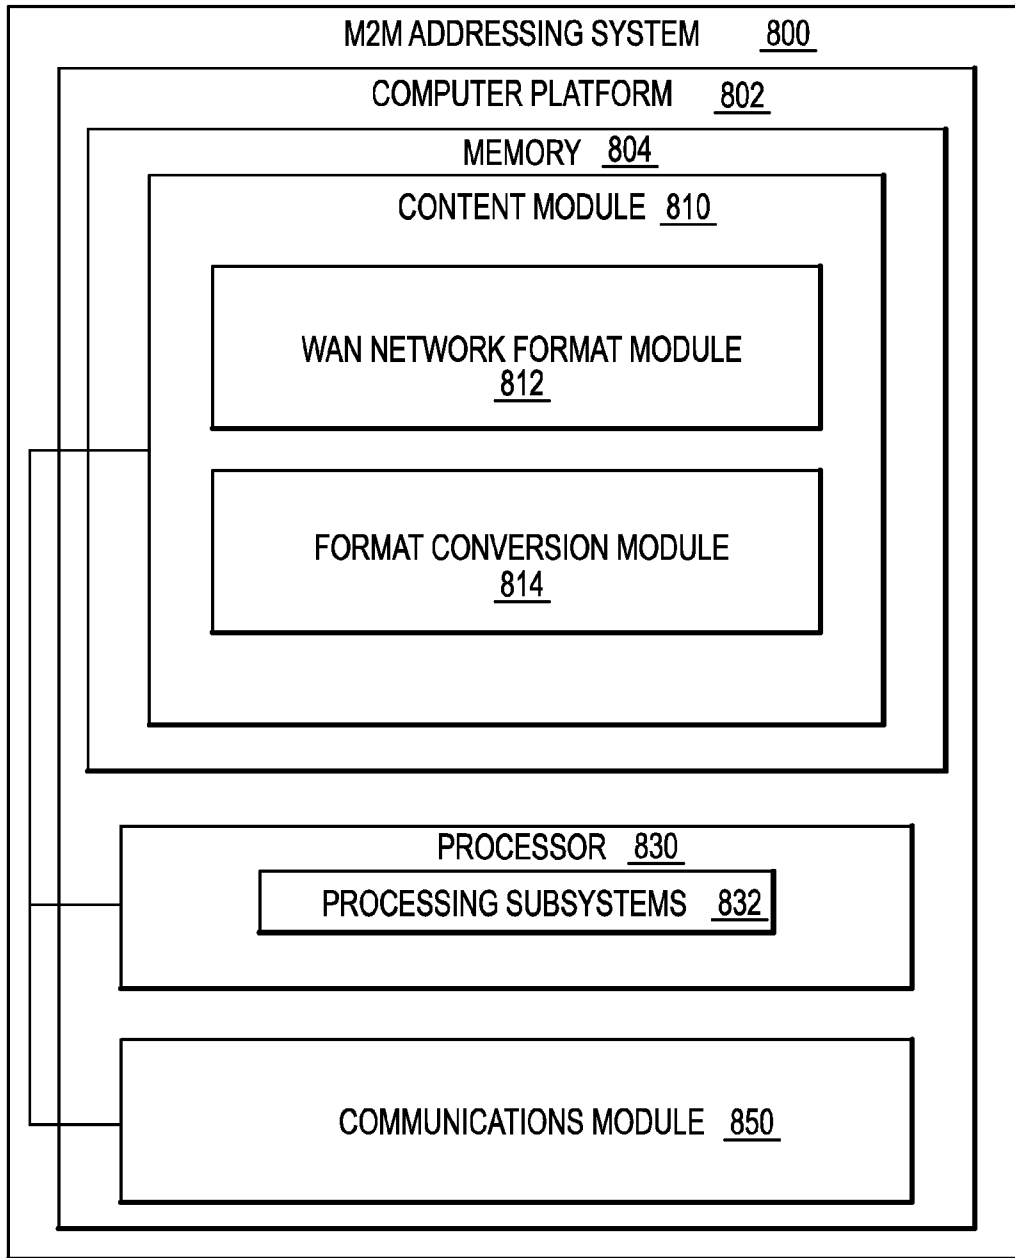 M2M ADDRESSING SYSTEM 800
COMPUTER PLATFORM 802
MEMORY 804
CONTENT MODULE 810
WAN NETWORK FORMAT MODULE
812
FORMAT CONVERSION MODULE
814
PROCESSOR 830
PROCESSING SUBSYSTEMS 832
COMMUNICATIONS MODULE 850